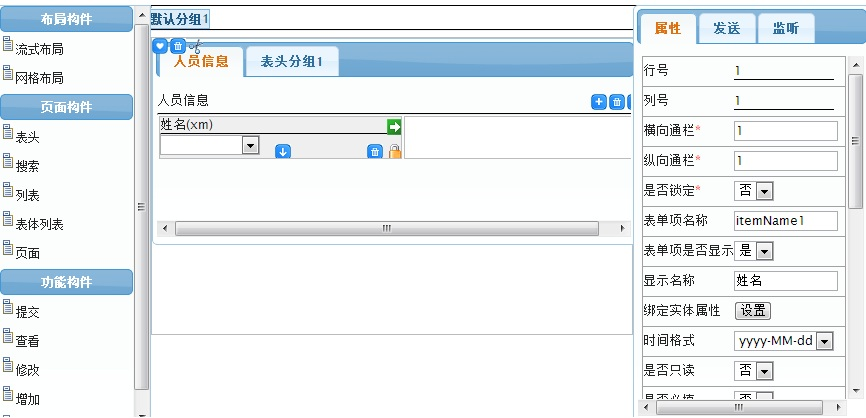 布局构件
流式布局
网格布局
页面构件
表头
搜索
列表
表体列表
页面
功能构件
提交
查看
修改
增加
默认分组1
人员信息
表头分组1
人员信息
姓名(xm)
属性
发送
监听
行号 1
列号 1
横向通栏* 1
纵向通栏* 1
是否锁定* 否
表单项名称 itemName1
表单项是否显示 是
显示名称 姓名
绑定实体属性 设置
时间格式 yyyy-MM-dd
是否只读 否
是否必填 否